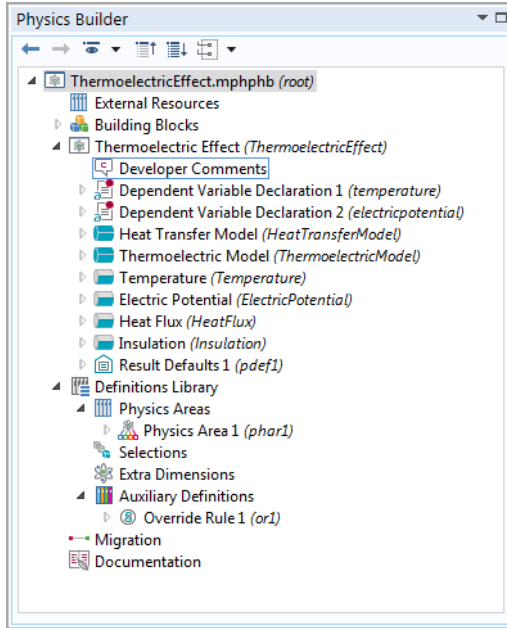 Physics Builder
ThermoelectricEffect.mphphb (root)
External Resources
Building Blocks
Thermoelectric Effect (ThermoelectricEffect)
Developer Comments
Dependent Variable Declaration 1 (temperature)
Dependent Variable Declaration 2 (electricpotential)
Heat Transfer Model (HeatTransferModel)
Thermoelectric Model (ThermoelectricModel)
Temperature (Temperature)
Electric Potential (ElectricPotential)
Heat Flux (HeatFlux)
Insulation (Insulation)
Result Defaults 1 (pdef1)
Definitions Library
Physics Areas
Physics Area 1 (phar1)
Selections
Extra Dimensions
Auxiliary Definitions
Override Rule 1 (or1)
Migration
Documentation